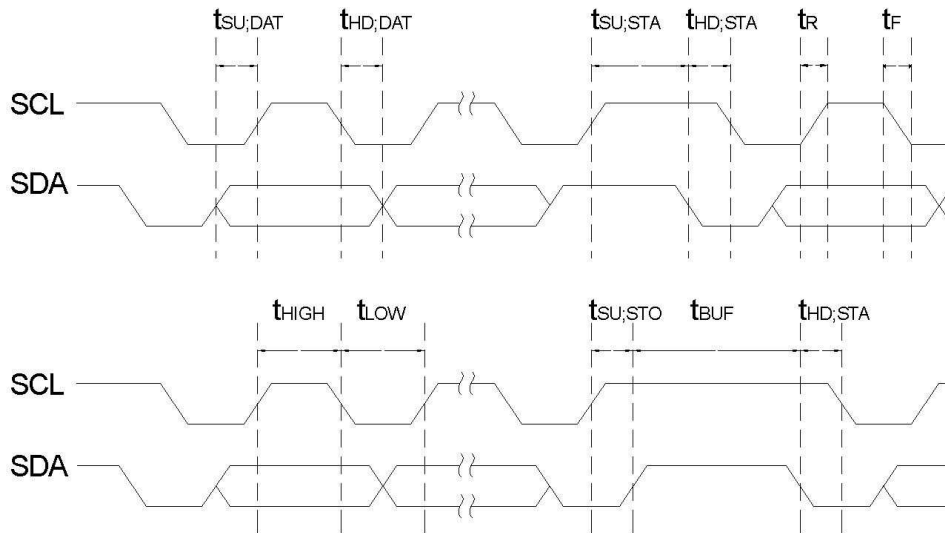 tSU;DAT tHD;DAT tSU;STA tHD;STA tR tF
SCL
SDA
tHIGH tLOW tSU;STO tBUF tHD;STA
SCL
SDA